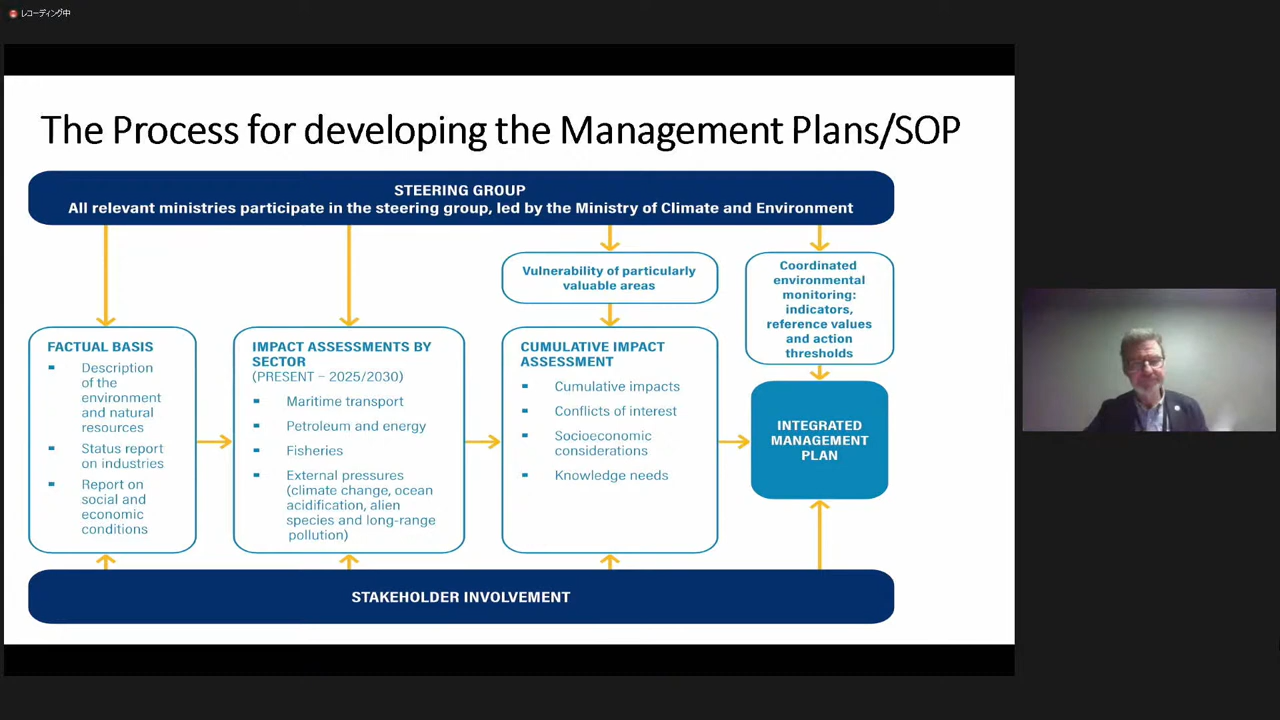 レコーディング中
The Process for developing the Management Plans/SOP
STEERING GROUP
All relevant ministries participate in the steering group, led by the Ministry of Climate and Environment
Vulnerability of particularly
valuable areas
Coordinated
environmental
monitoring:
indicators,
reference values
and action
thresholds
FACTUAL BASIS
Description
of the
environment
and natural
resources
Status report
on industries
Report on
social and
economic
conditions
IMPACT ASSESSMENTS BY
SECTOR
(PRESENT – 2025/2030)
Maritime transport
Petroleum and energy
Fisheries
External pressures
(climate change, ocean
acidification, alien
species and long-range
pollution)
CUMULATIVE IMPACT
ASSESSMENT
Cumulative impacts
Conflicts of interest
Socioeconomic
considerations
Knowledge needs
INTEGRATED
MANAGEMENT
PLAN
STAKEHOLDER INVOLVEMENT